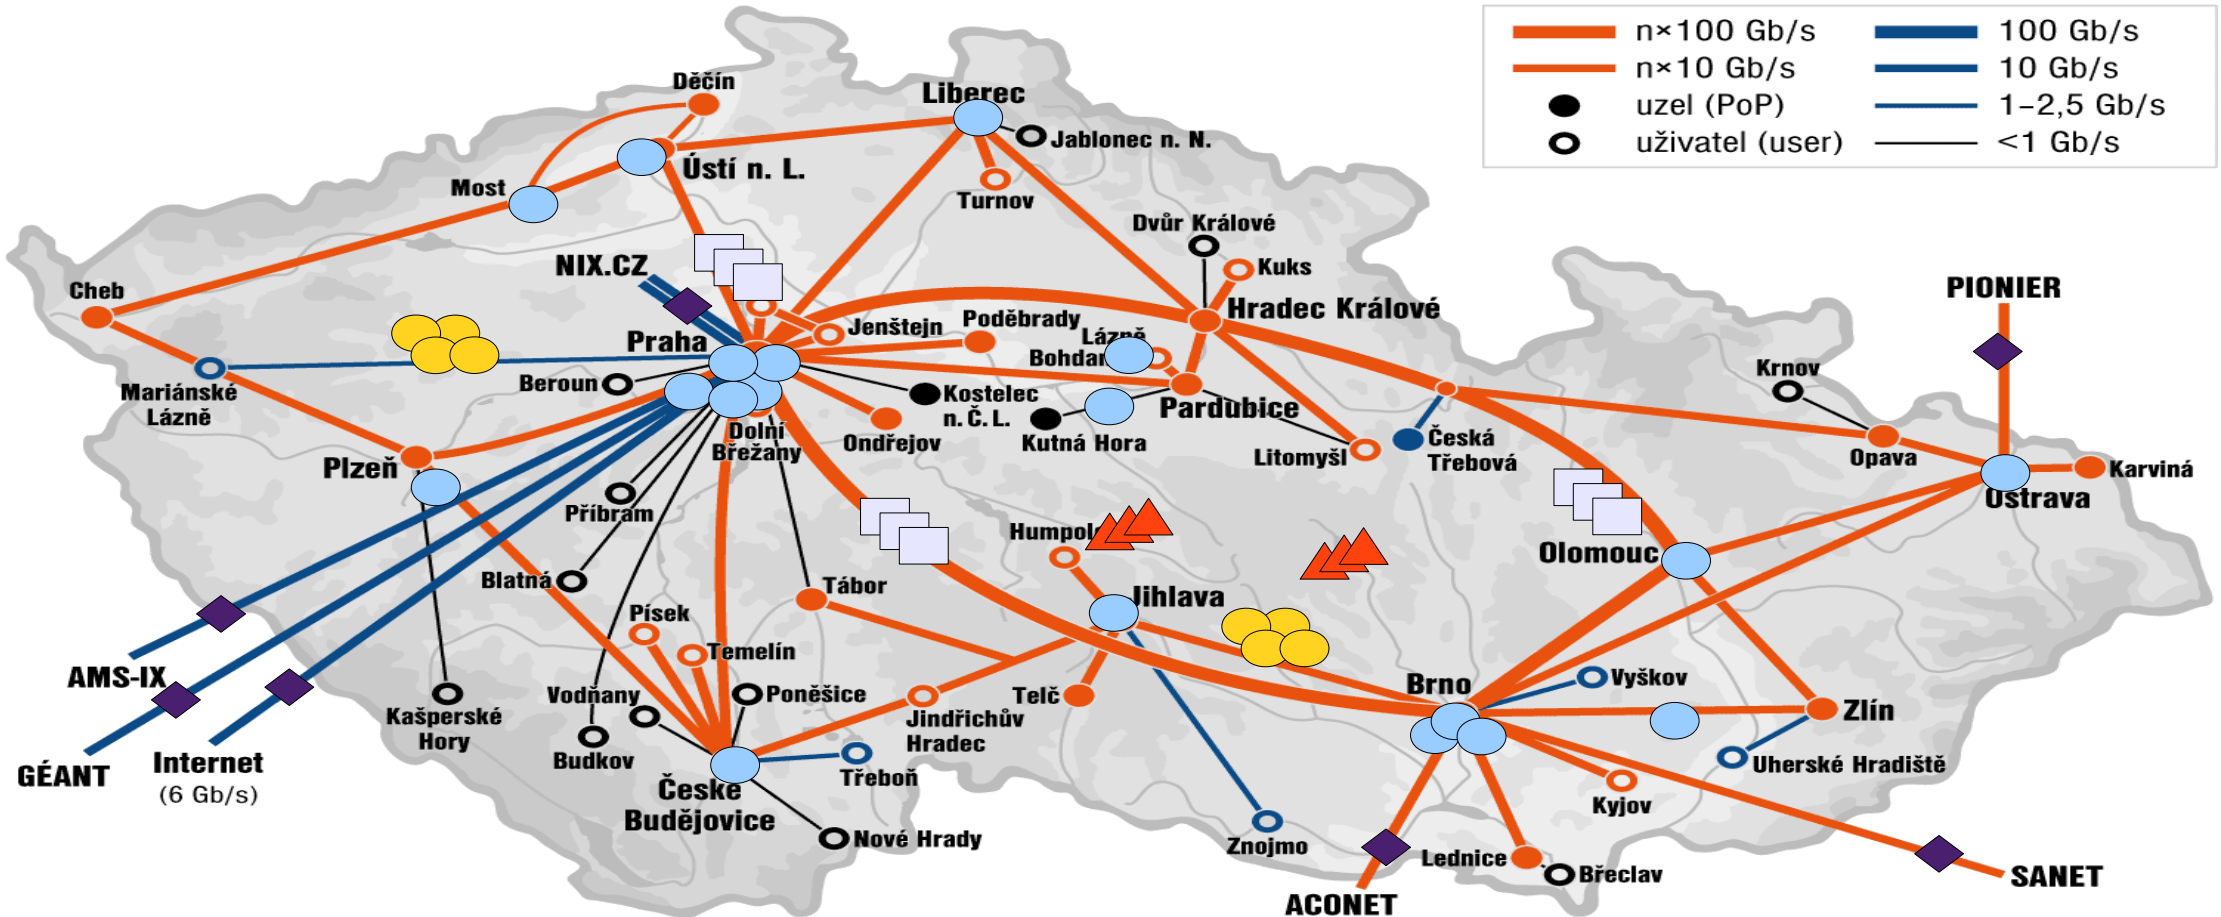 n×100 Gb/s
100 Gb/s
n×10 Gb/s
10 Gb/s
uzel (PoP)
1–2,5 Gb/s
uživatel (user)
<1 Gb/s
Děčín
Liberec
Jablonec n. N.
Ústí n. L.
Most
Turnov
Dvůr Králové
NIX.CZ
Kuks
Cheb
PIONIER
Hradec Králové
Jenštejn
Poděbrady
Praha
Lázně
Krnov
Beroun
Mariánské
Lázně
Kostelec
n. Č. L.
Pardubice
Dolní
Břežany
Ondřejov
Kutná Hora
Litomyšl
Česká
Třebová
Opava
Plzeň
Karviná
Ostrava
Příbram
Humpolec
Olomouc
Blatná
Tábor
Jihlava
Písek
Temelín
AMS-IX
Vodňany
Poněšice
Telč
Brno
Vyškov
Kašperské
Hory
Jindřichův
Hradec
Zlín
Budkov
Internet
(6 Gb/s)
GÉANT
Třeboň
Uherské Hradiště
České
Budějovice
Kyjov
Nové Hrady
Znojmo
Lednice
Břeclav
SANET
ACONET